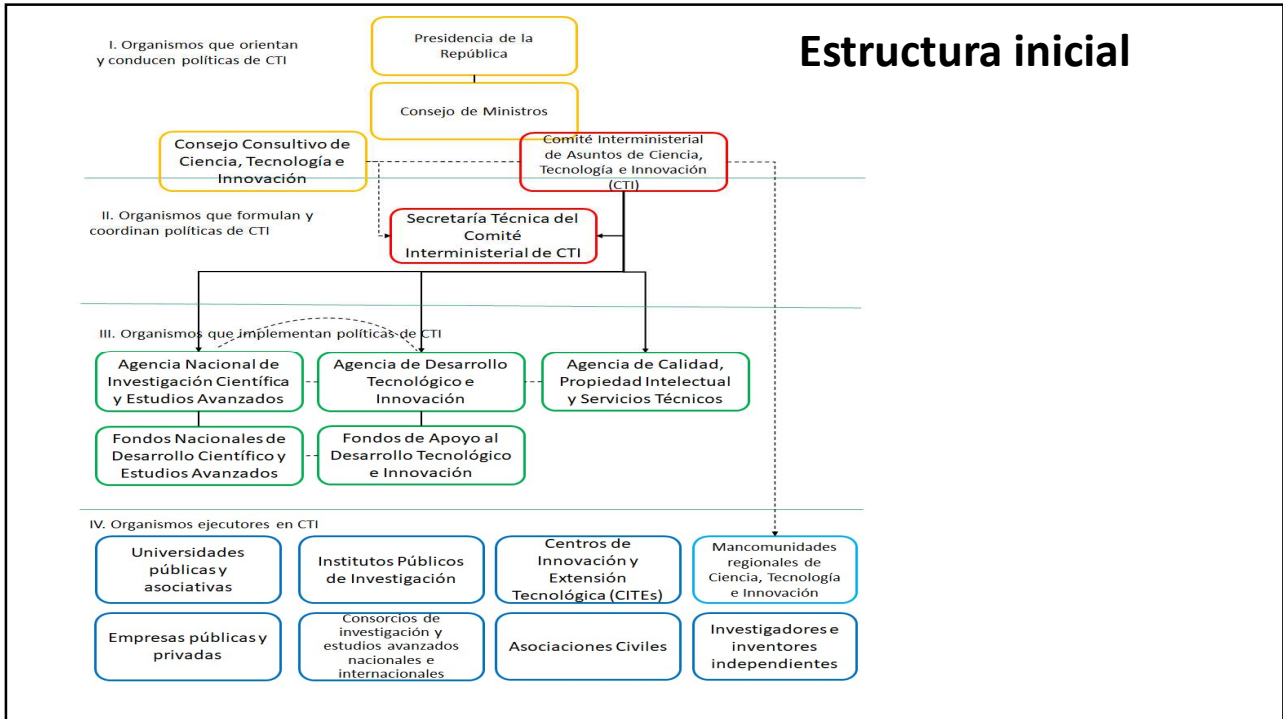 Estructura inicial
I. Organismos que orientan
y conducen políticas de CTI
Presidencia de la
República
Consejo de Ministros
Consejo Consultivo de
Ciencia, Tecnología e
Innovación
Comité Interministerial
de Asuntos de Ciencia,
Tecnología e Innovación
(CTI)
II. Organismos que formulan y
coordinan políticas de CTI
Secretaría Técnica del
Comité
Interministerial de CTI
III. Organismos que implementan políticas de CTI
Agencia Nacional de
Investigación Científica
y Estudios Avanzados
Agencia de Desarrollo
Tecnológico e
Innovación
Agencia de Calidad,
Propiedad Intelectual
y Servicios Técnicos
Fondos Nacionales de
Desarrollo Científico y
Estudios Avanzados
Fondos de Apoyo al
Desarrollo Tecnológico
e Innovación
IV. Organismos ejecutores en CTI
Universidades
públicas y
asociativas
Institutos Públicos
de Investigación
Centros de
Innovación y
Extensión
Tecnológica (CITEs)
Mancomunidades
regionales de
Ciencia, Tecnología
e Innovación
Empresas públicas y
privadas
Consorcios de
investigación y
estudios avanzados
nacionales e
internacionales
Asociaciones Civiles
Investigadores e
inventores
independientes